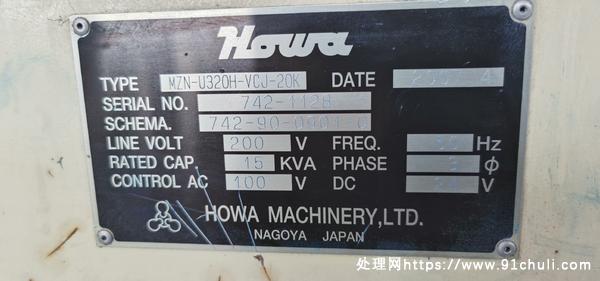 Howa
TYPE MZN-U320H-VCJ-20K DATE
SERIAL NO. 742-1128
SCHEMA.
LINE VOLT 200 V FREQ. Hz
RATED CAP. 15 KVA PHASE 3 φ
CONTROL AC 100 V DC 24 V
HOWA MACHINERY,LTD.
NAGOYA JAPAN
处理网https://www.91chuli.com/